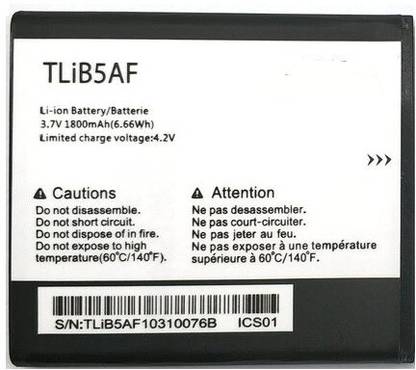 TLiB5AF
Li-ion Battery/Batterie
3.7V 1800mAh(6.66Wh)
Limited charge voltage:4.2V
>>>
⚠ Cautions
Do not disassemble.
Do not short circuit.
Do not dispose of in fire.
Do not expose to high
temperature(60℃/140℉).
⚠ Attention
Ne pas desassembler.
Ne pas court-circuiter.
Ne pas jeter au feu.
Ne pas exposer à une température
supérieure à 60℃/140℉).
S/N:TLiB5AF10310076B ICS01